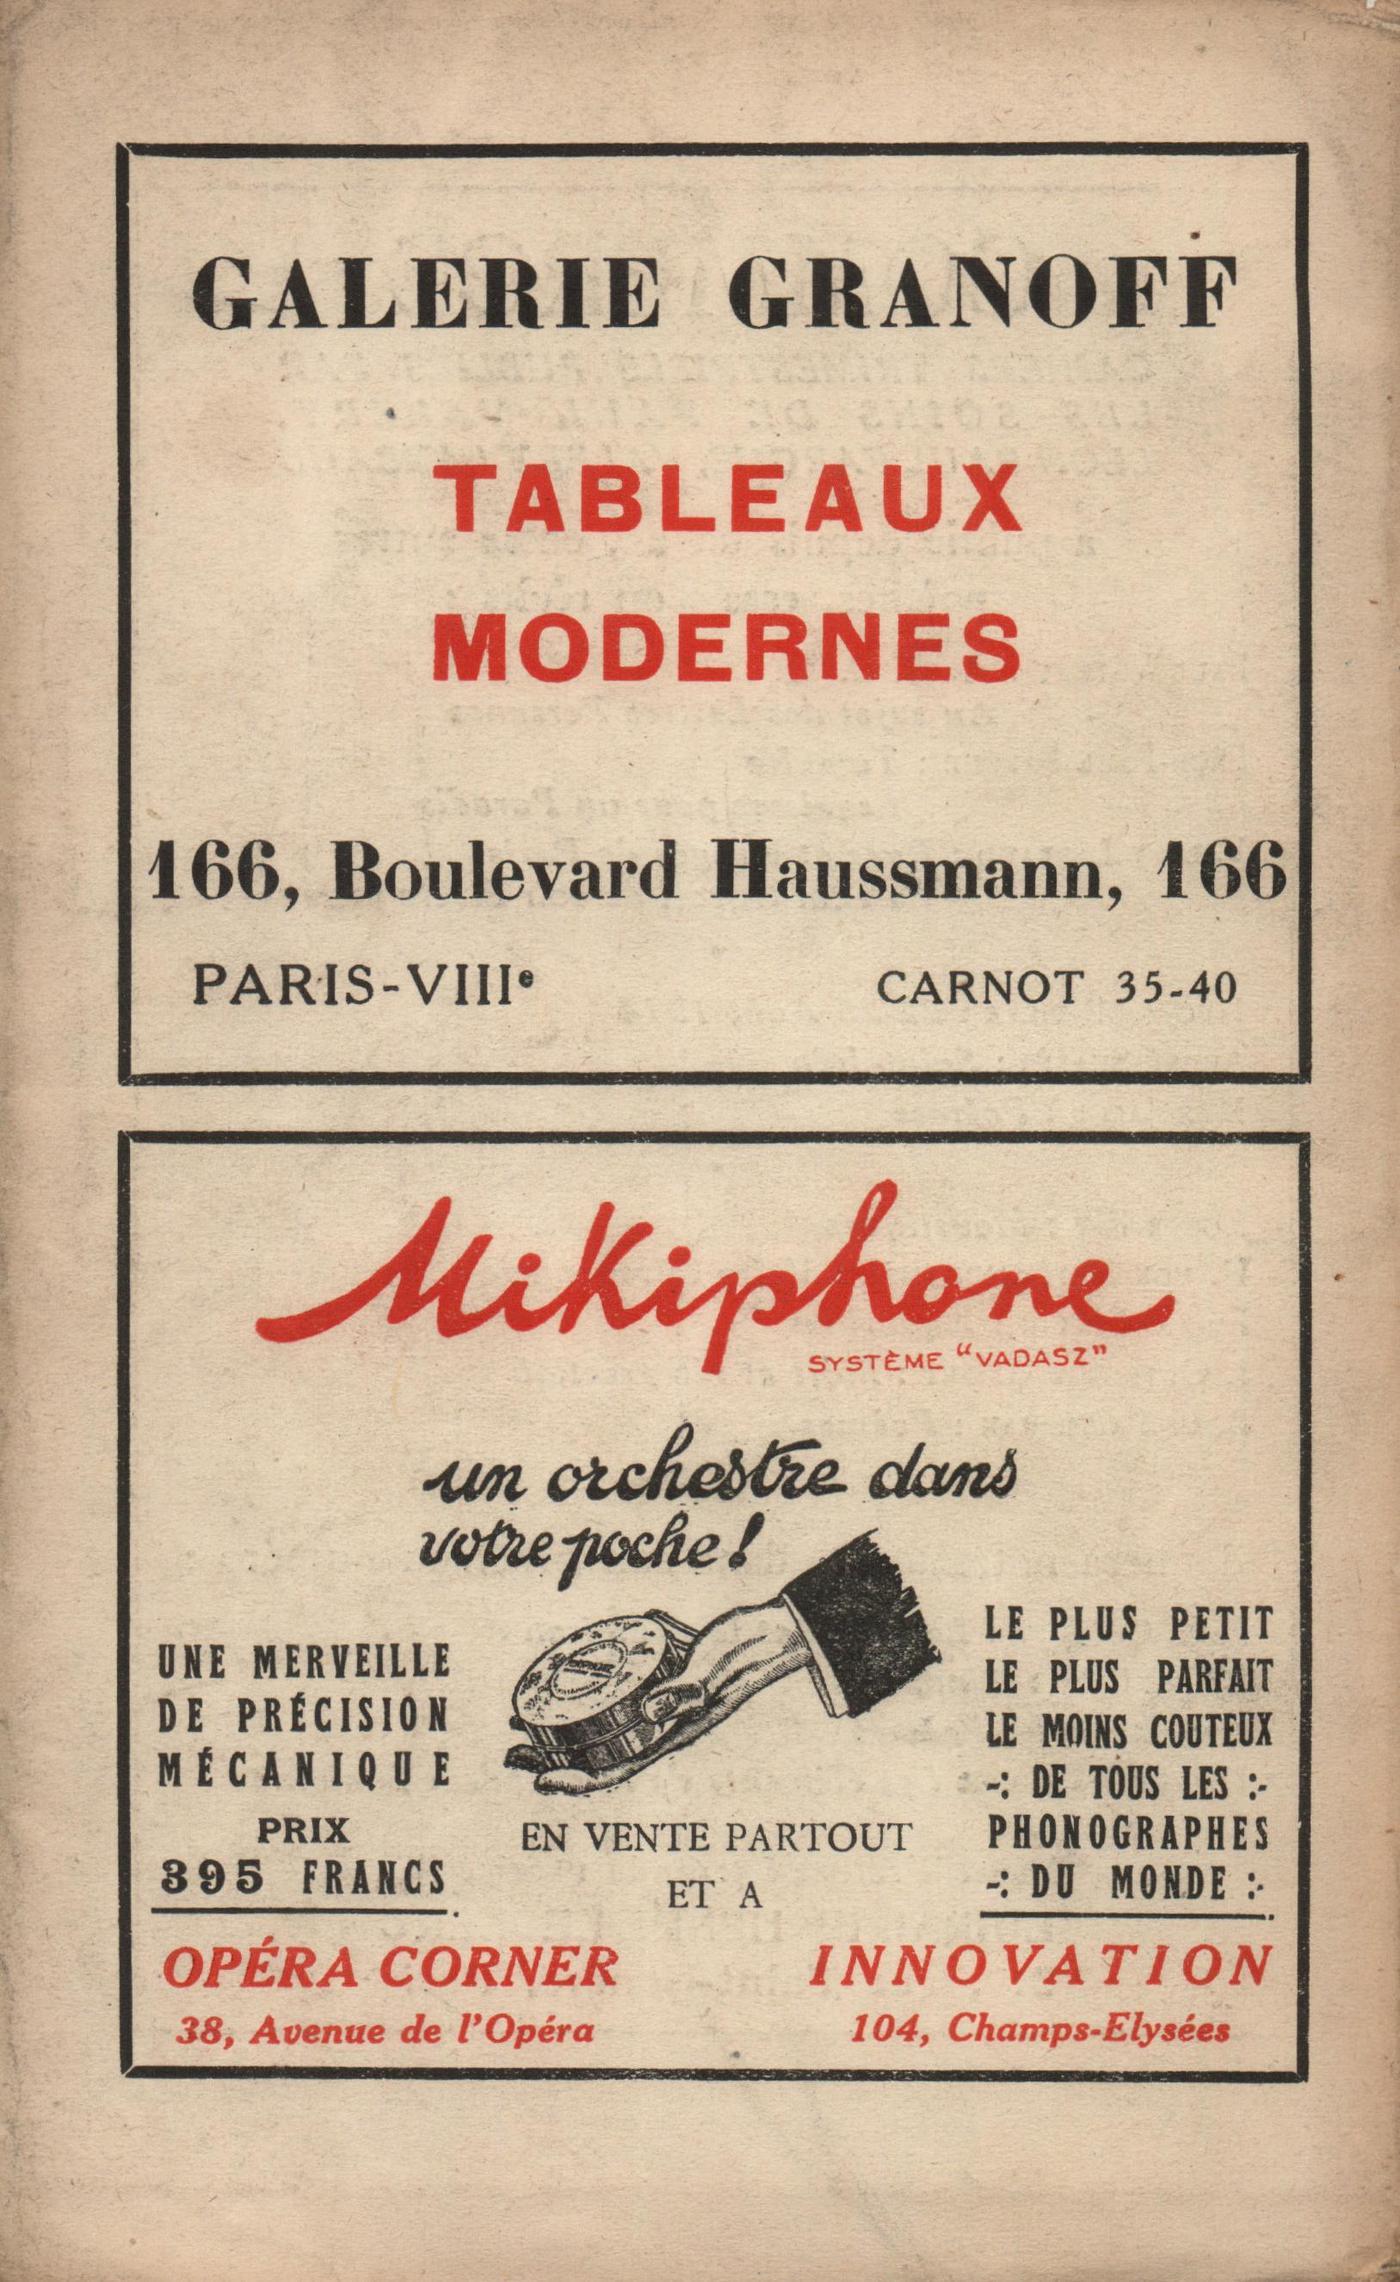 GALERIE GRANOFF
TABLEAUX
MODERNES
166, Boulevard Haussmann, 166
PARIS-VIIIe
CARNOT 35-40
Mikiphone
SYSTÈME “VADASZ”
un orchestre dans
votre poche !
UNE MERVEILLE
DE PRÉCISION
MÉCANIQUE
PRIX
395 FRANCS
EN VENTE PARTOUT
ET A
LE PLUS PETIT
LE PLUS PARFAIT
LE MOINS COUTEUX
-: DE TOUS LES :-
PHONOGRAPHES
-: DU MONDE :-
OPÉRA CORNER
38, Avenue de l'Opéra
INNOVATION
104, Champs-Elysées